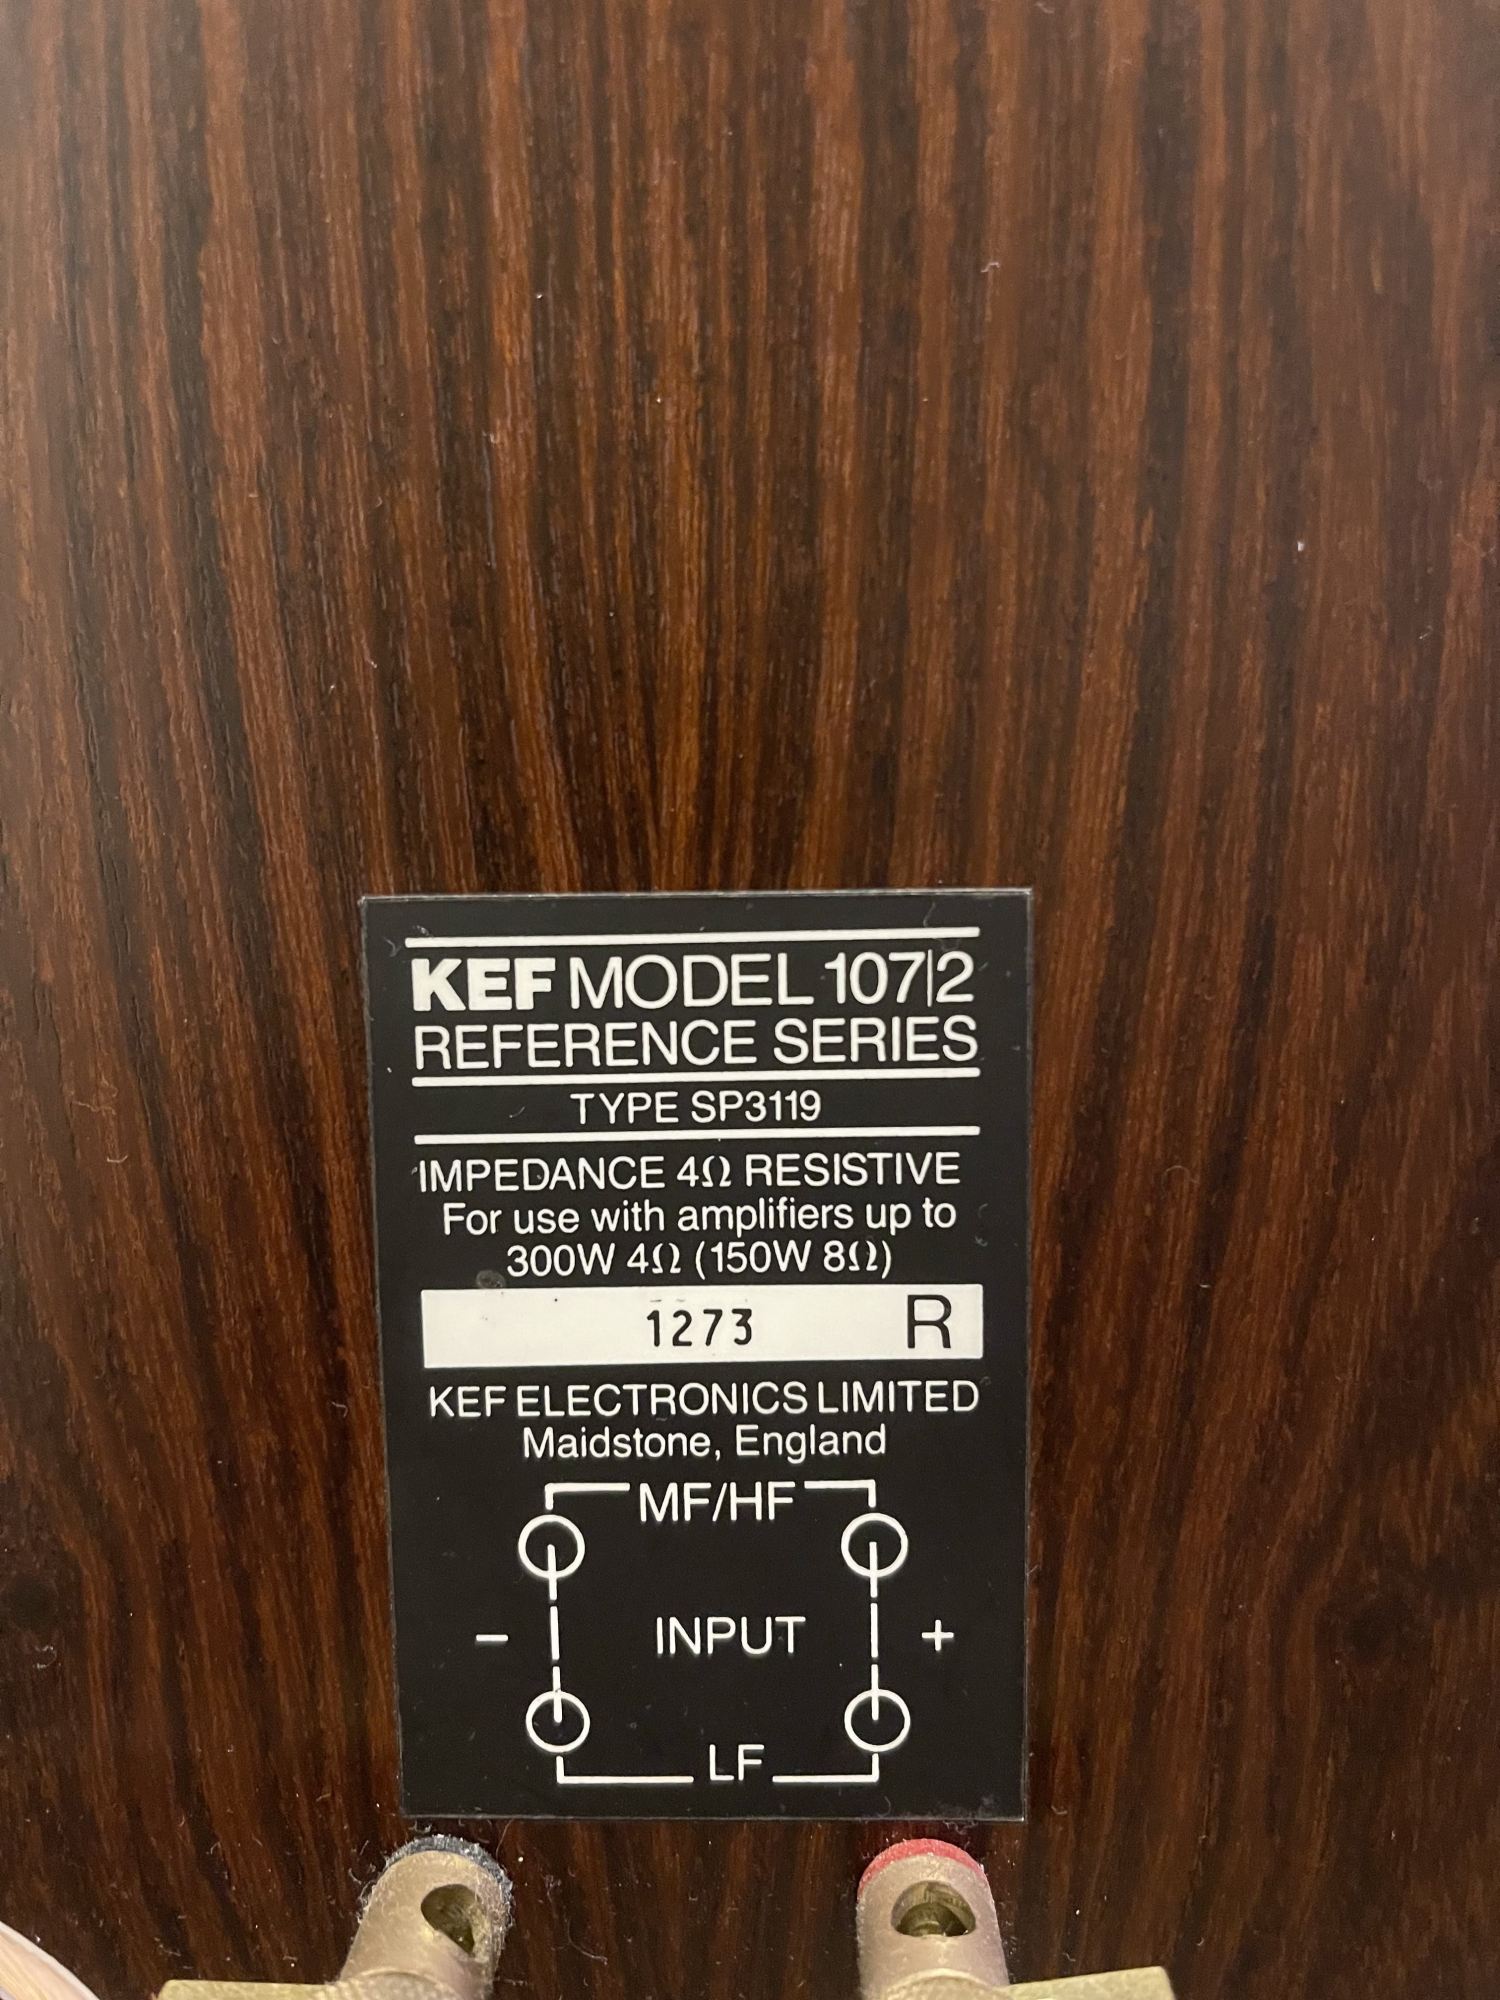 KEF MODEL 107|2
REFERENCE SERIES
TYPE SP3119
IMPEDANCE 4Ω RESISTIVE
For use with amplifiers up to
300W 4Ω (150W 8Ω)
1273 R
KEF ELECTRONICS LIMITED
Maidstone, England
MF/HF
− INPUT +
LF